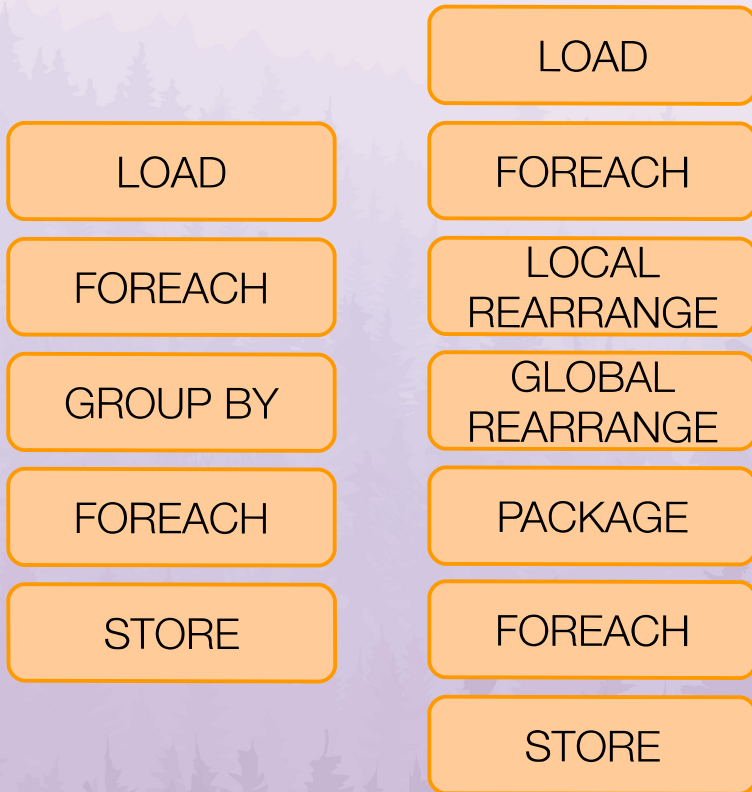 LOAD
FOREACH
GROUP BY
FOREACH
STORE
LOAD
FOREACH
LOCAL
REARRANGE
GLOBAL
REARRANGE
PACKAGE
FOREACH
STORE